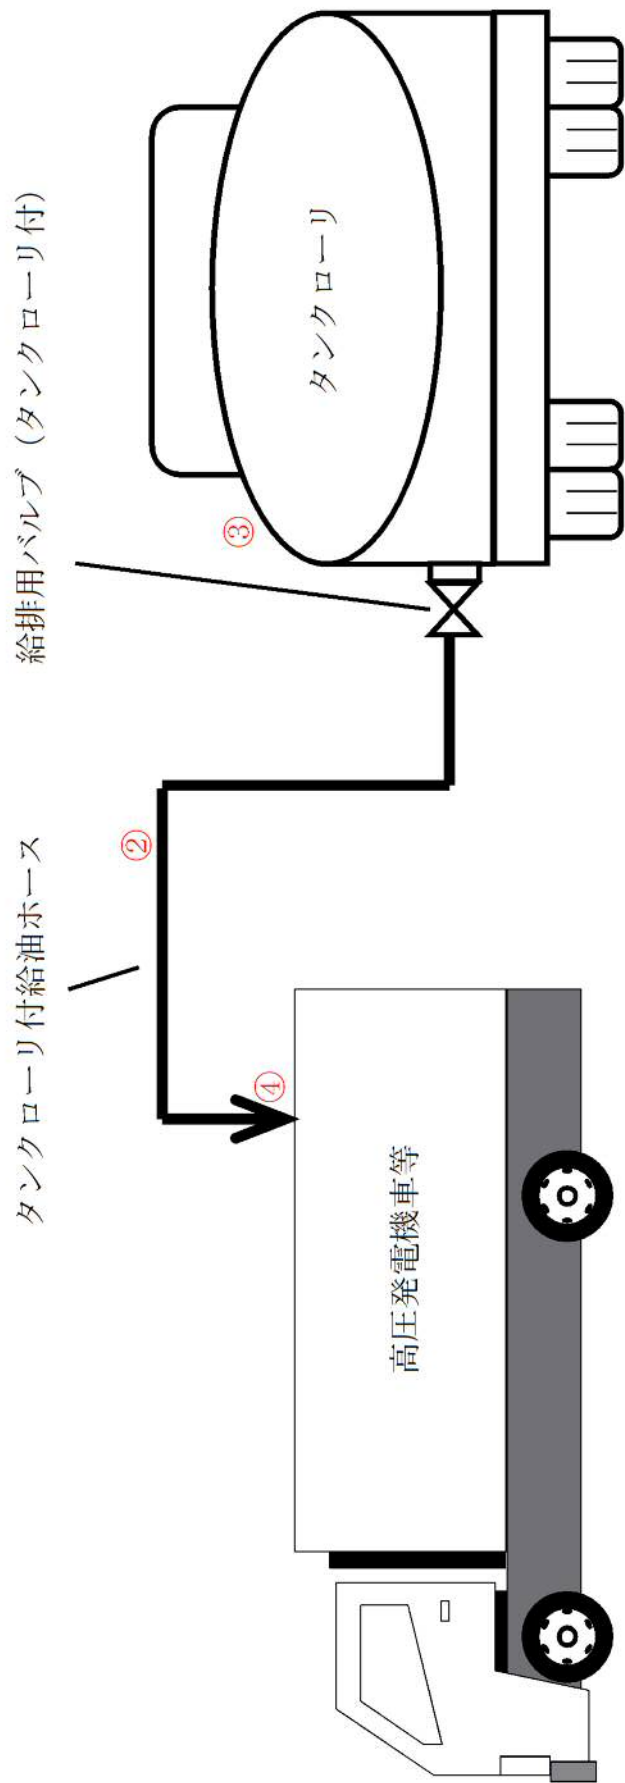 タンクローリ付給油ホース
給排用バルブ（タンクローリ付）
②
③
④
タンクローリ
高圧発電機車等